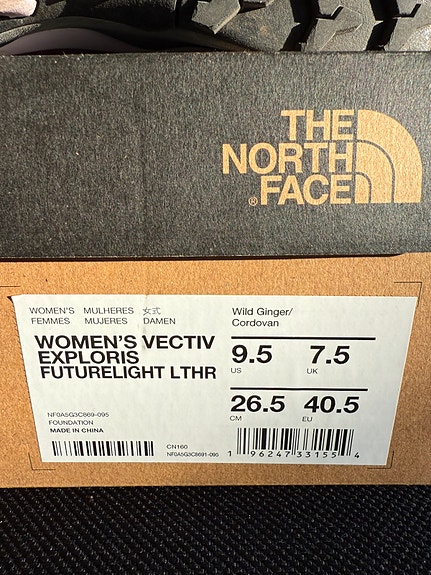 THE
NORTH
FACE®
WOMEN'S MULHERES 女式
FEMMES MUJERES DAMEN
WOMEN'S VECTIV
EXPLORIS
FUTURELIGHT LTHR
Wild Ginger/
Cordovan
9.5 7.5
US UK
26.5 40.5
CM EU
NF0A5G3C869-095
FOUNDATION
MADE IN CHINA
CN160
NF0A5G3C8691-095
1 96247 33155 4